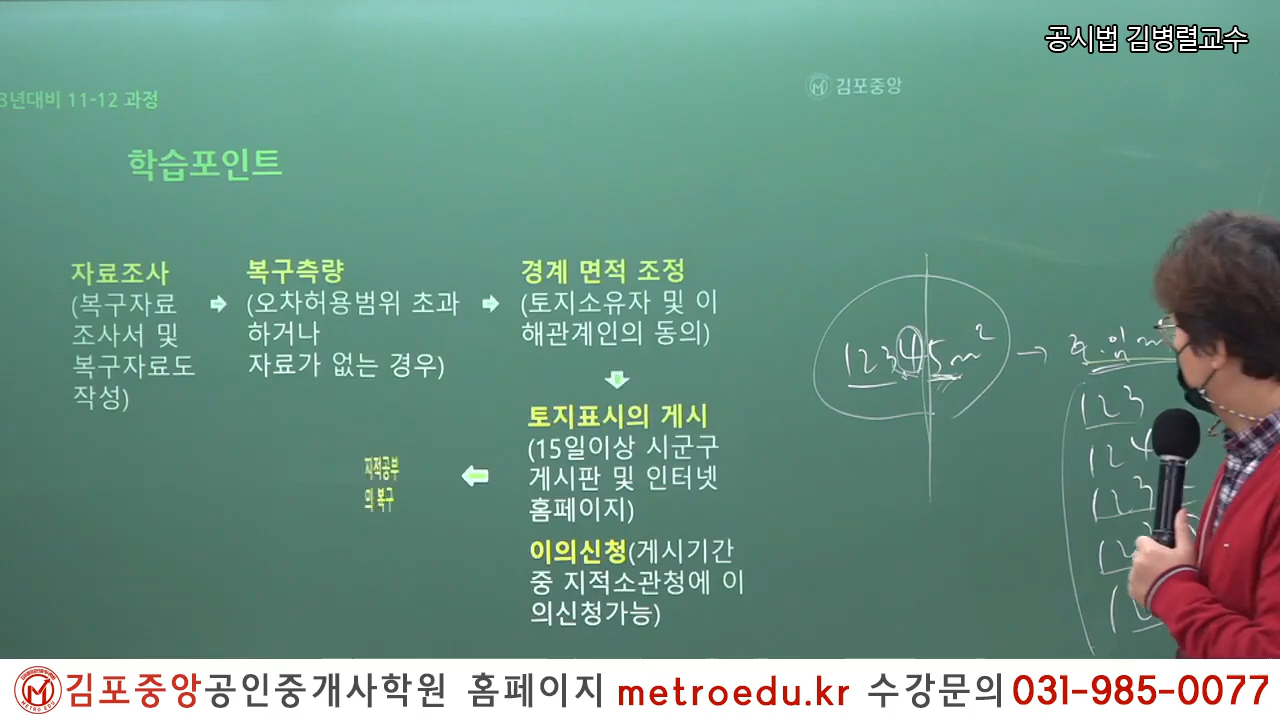 공시법 김병렬교수
김포중앙
3년대비 11-12 과정
학습포인트
자료조사
(복구자료
조사서 및
복구자료도
작성)
복구측량
(오차허용범위 초과
하거나
자료가 없는 경우)
경계 면적 조정
(토지소유자 및 이
해관계인의 동의)
토지표시의 게시
(15일이상 시군구
게시판 및 인터넷
홈페이지)
이의신청(게시기간
중 지적소관청에 이
의신청가능)
지적공부
의 복구
12345m²
123
124
123
METRO EDU
김포중앙공인중개사학원 홈페이지 metroedu.kr 수강문의 031-985-0077